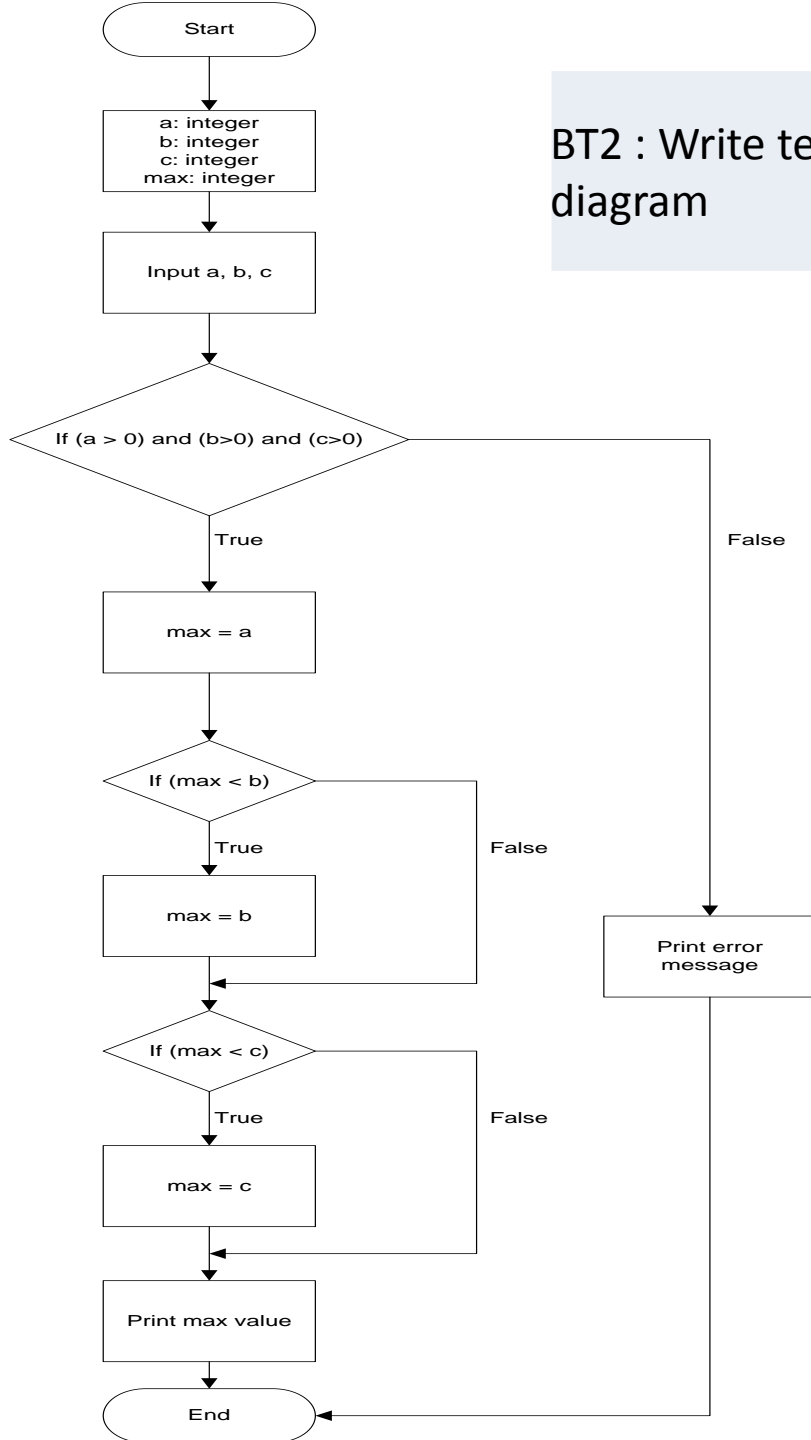 Start
a: integer
b: integer
c: integer
max: integer
BT2 : Write te
diagram
Input a, b, c
If (a > 0) and (b>0) and (c>0)
True
False
max = a
If (max < b)
True
False
max = b
Print error
message
If (max < c)
True
False
max = c
Print max value
End